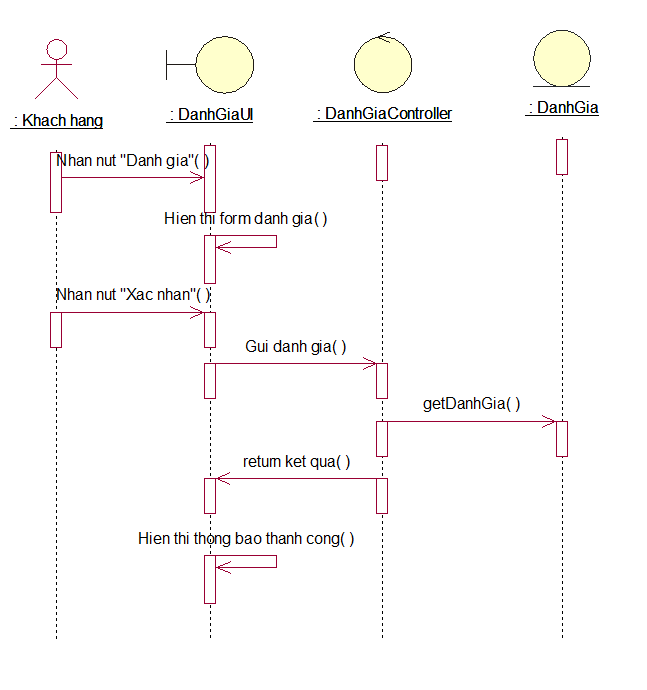 : Khach hang
: DanhGiaUI
: DanhGiaController
: DanhGia
Nhan nut "Danh gia"( )
Hien thi form danh gia( )
Nhan nut "Xac nhan"( )
Gui danh gia( )
getDanhGia( )
return ket qua( )
Hien thi thong bao thanh cong( )